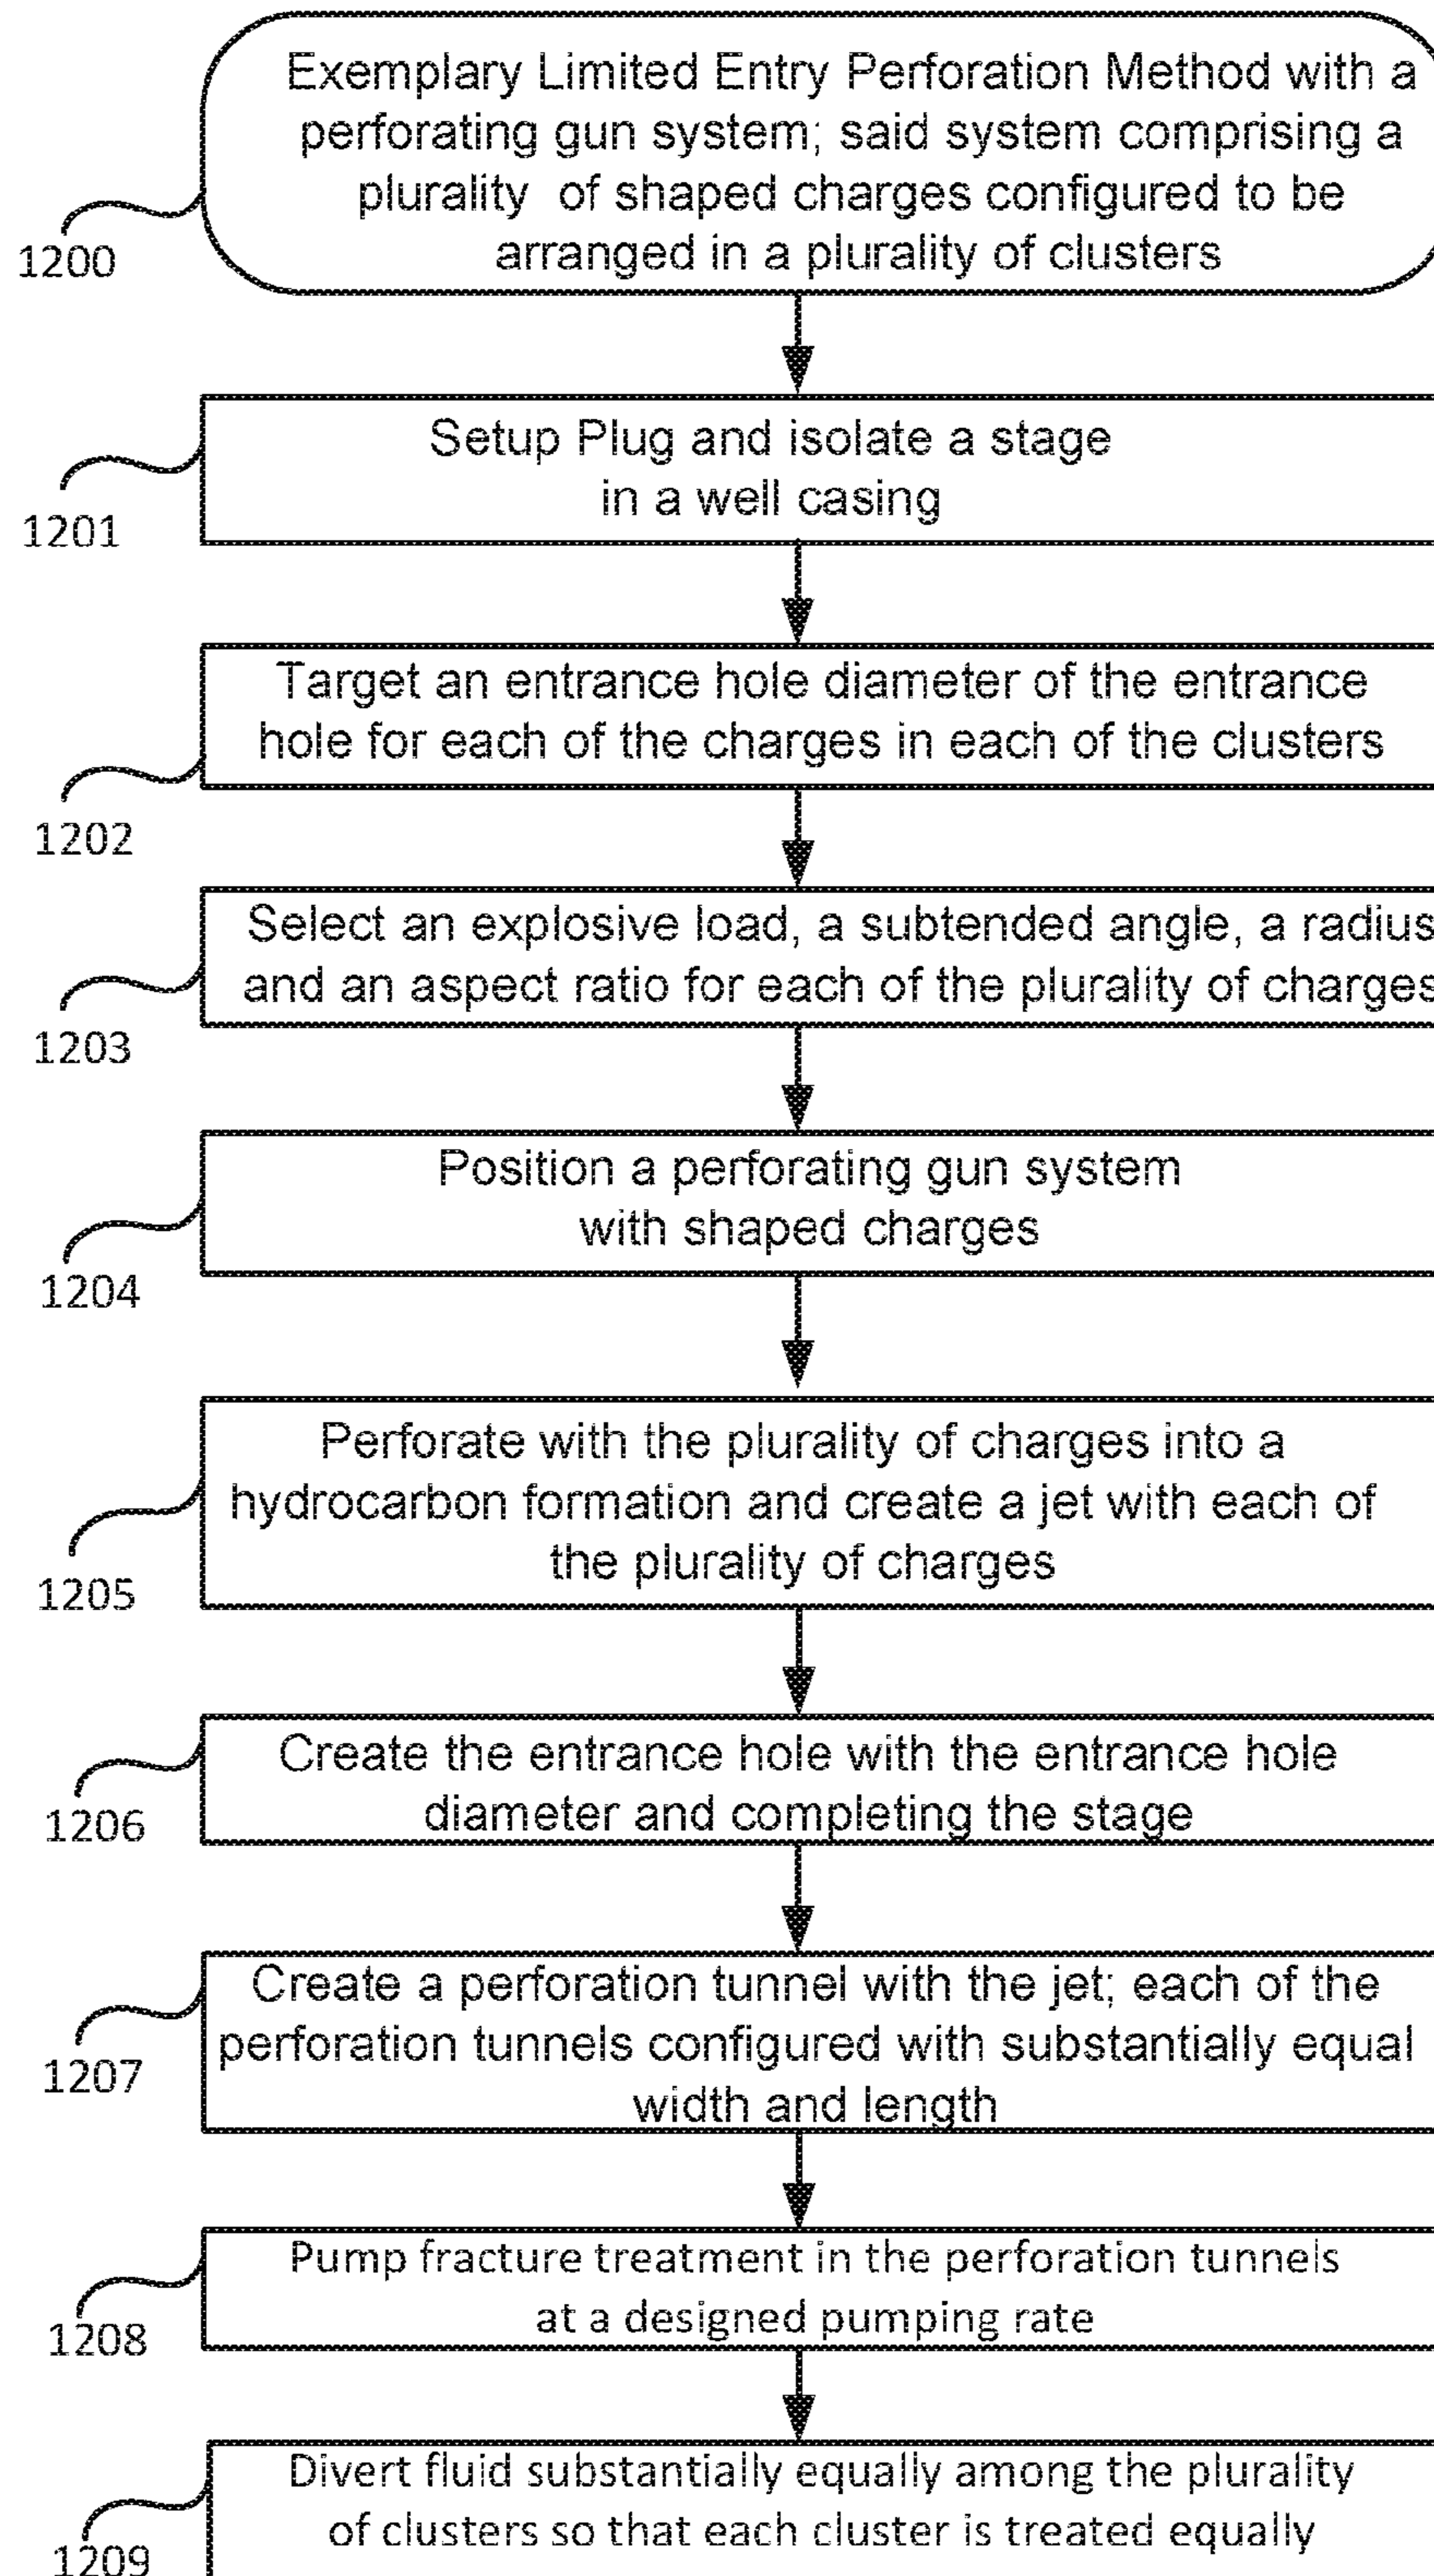 Exemplary Limited Entry Perforation Method with a
perforating gun system; said system comprising a
plurality of shaped charges configured to be
arranged in a plurality of clusters
1200
Setup Plug and isolate a stage
in a well casing
1201
Target an entrance hole diameter of the entrance
hole for each of the charges in each of the clusters
1202
Select an explosive load, a subtended angle, a radius
and an aspect ratio for each of the plurality of charges
1203
Position a perforating gun system
with shaped charges
1204
Perforate with the plurality of charges into a
hydrocarbon formation and create a jet with each of
the plurality of charges
1205
Create the entrance hole with the entrance hole
diameter and completing the stage
1206
Create a perforation tunnel with the jet; each of the
perforation tunnels configured with substantially equal
width and length
1207
Pump fracture treatment in the perforation tunnels
at a designed pumping rate
1208
Divert fluid substantially equally among the plurality
of clusters so that each cluster is treated equally
1209